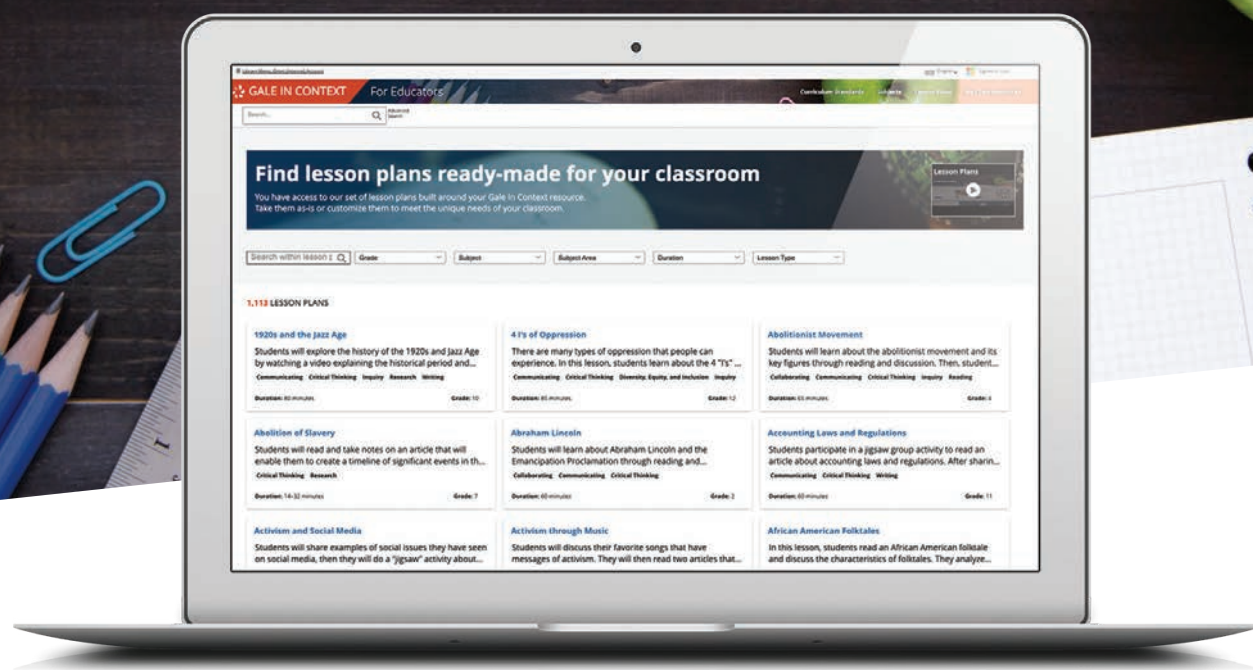 GALE IN CONTEXT For Educators
Curriculum Standards Subjects
Search... Advanced Search
Find lesson plans ready-made for your classroom
You have access to our set of lesson plans built around your Gale In Context resource.
Take them as-is or customize them to meet the unique needs of your classroom.
Lesson Plans
Search within lesson Grade Subject Subject Area Duration Lesson Type
1,113 LESSON PLANS
1920s and the Jazz Age
Students will explore the history of the 1920s and Jazz Age
by watching a video explaining the historical period and...
Communicating Critical Thinking Inquiry Research Writing
Duration: 80 minutes Grade: 10
4 I's of Oppression
There are many types of oppression that people can
experience. In this lesson, students learn about the 4 "I's" ...
Communicating Critical Thinking Diversity, Equity, and Inclusion Inquiry
Duration: 85 minutes Grade: 12
Abolitionist Movement
Students will learn about the abolitionist movement and its
key figures through reading and discussion. Then, student...
Collaborating Communicating Critical Thinking Inquiry Reading
Duration: 65 minutes Grade: 4
Abolition of Slavery
Students will read and take notes on an article that will
enable them to create a timeline of significant events in th...
Critical Thinking Research
Duration: 14-32 minutes Grade: 7
Abraham Lincoln
Students will learn about Abraham Lincoln and the
Emancipation Proclamation through reading and...
Collaborating Communicating Critical Thinking
Duration: 60 minutes Grade: 2
Accounting Laws and Regulations
Students participate in a jigsaw group activity to read an
article about accounting laws and regulations. After sharin...
Communicating Critical Thinking Writing
Duration: 60 minutes Grade: 11
Activism and Social Media
Students will share examples of social issues they have seen
on social media, then they will do a "jigsaw" activity about...
Activism through Music
Students will discuss their favorite songs that have
messages of activism. They will then read two articles that...
African American Folktales
In this lesson, students read an African American folktale
and discuss the characteristics of folktales. They analyze...